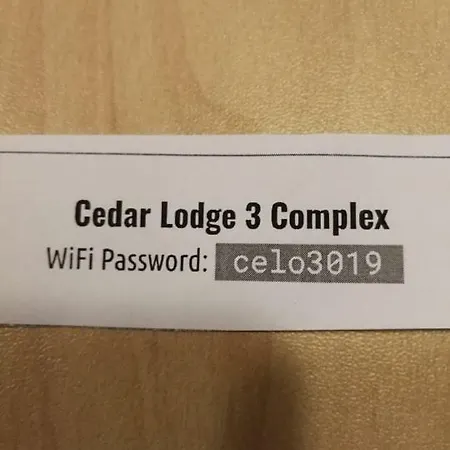 Cedar Lodge 3 Complex
WiFi Password: celo3019